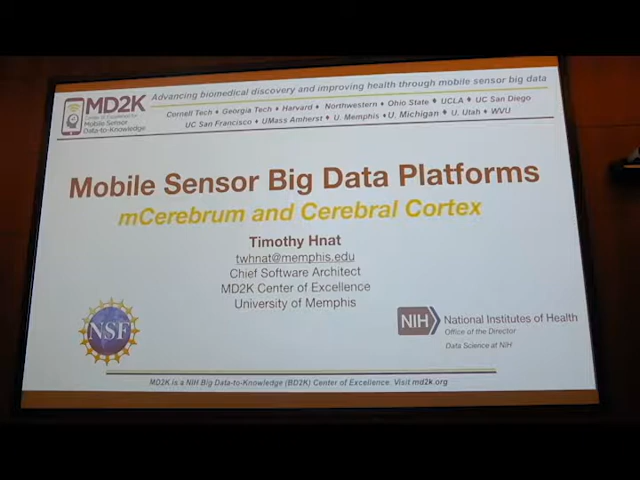 MD2K
Center of Excellence for
Mobile Sensor
Data-to-Knowledge
Advancing biomedical discovery and improving health through mobile sensor big data
Cornell Tech ♦ Georgia Tech ♦ Harvard ♦ Northwestern ♦ Ohio State ♦ UCLA ♦ UC San Diego
UC San Francisco ♦ UMass Amherst ♦ U. Memphis ♦ U. Michigan ♦ U. Utah ♦ WVU
Mobile Sensor Big Data Platforms
mCerebrum and Cerebral Cortex
Timothy Hnat
twhnat@memphis.edu
Chief Software Architect
MD2K Center of Excellence
University of Memphis
NSF
NIH
National Institutes of Health
Office of the Director
Data Science at NIH
MD2K is a NIH Big Data-to-Knowledge (BD2K) Center of Excellence. Visit md2k.org